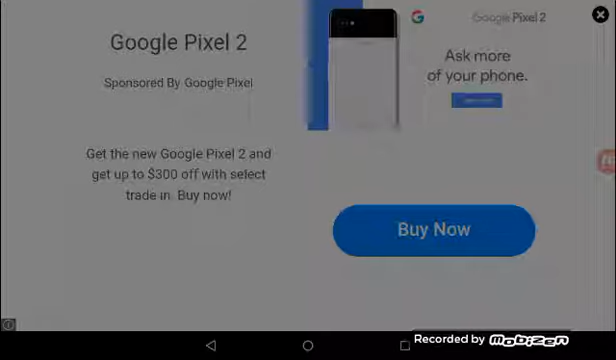 Google Pixel 2
Sponsored By Google Pixel
Get the new Google Pixel 2 and
get up to $300 off with select
trade in. Buy now!
Google Pixel 2
Ask more
of your phone.
Buy Now
Recorded by mobizen